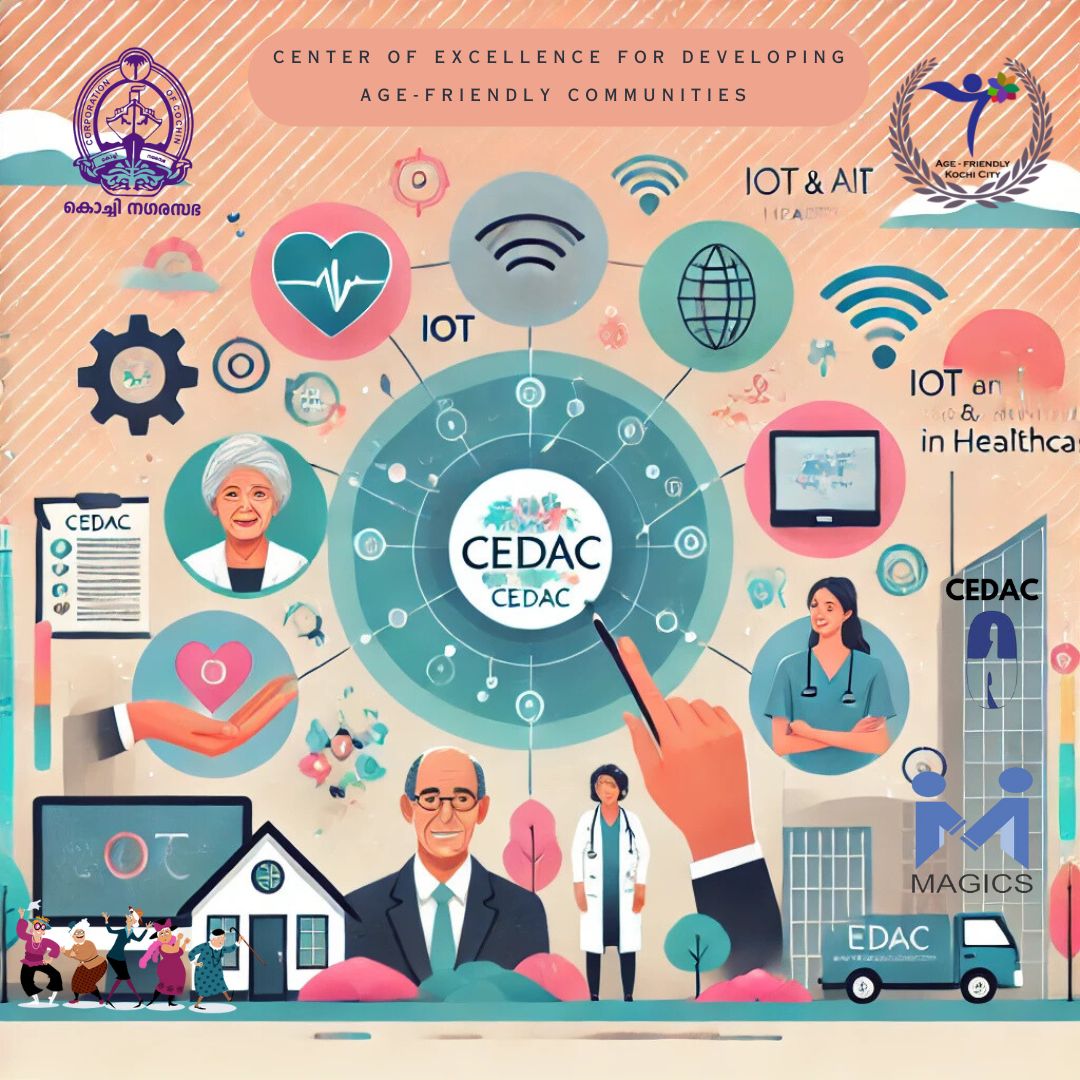 CENTER OF EXCELLENCE FOR DEVELOPING
AGE-FRIENDLY COMMUNITIES
CORPORATION OF COCHIN
കൊച്ചി നഗരസഭ
AGE - FRIENDLY
KOCHI CITY
IOT & AIT
IOT
IOT an
&
in Healthca
CEDAC
CEDAC
CEDAC
CEDAC
IOT
MAGICS
EDAC